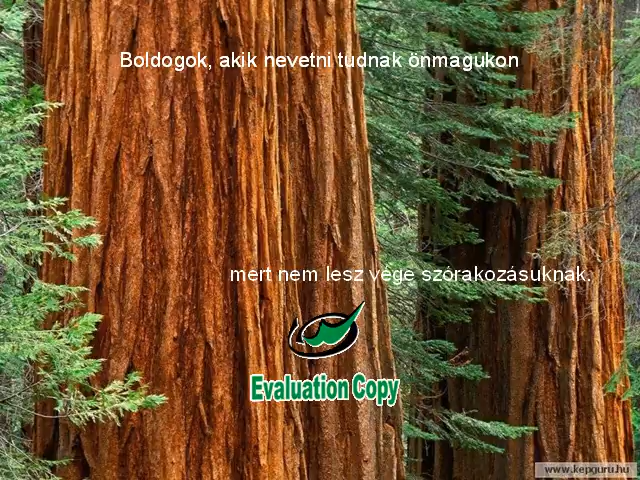 Boldogok, akik nevetni tudnak önmagukon
mert nem lesz vége szórakozásuknak.
Evaluation Copy
www.kepguru.hu